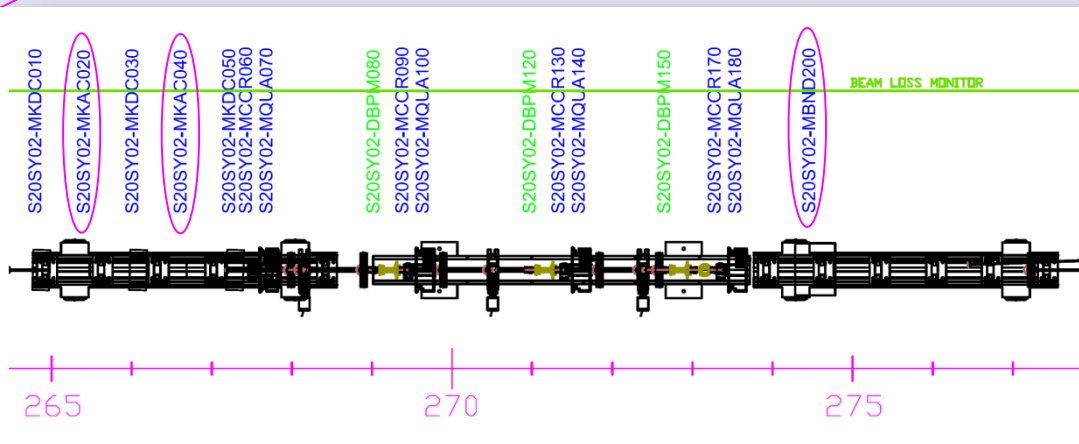 S20SY02-MKDC010
S20SY02-MKAC020
S20SY02-MKDC030
S20SY02-MKAC040
S20SY02-MKDC050
S20SY02-MCCR060
S20SY02-MQUA070
S20SY02-DBPM080
S20SY02-MCCR090
S20SY02-MQUA100
S20SY02-DBPM120
S20SY02-MCCR130
S20SY02-MQUA140
S20SY02-DBPM150
S20SY02-MCCR170
S20SY02-MQUA180
S20SY02-MBND200
BEAM LOSS MONITOR
265
270
275